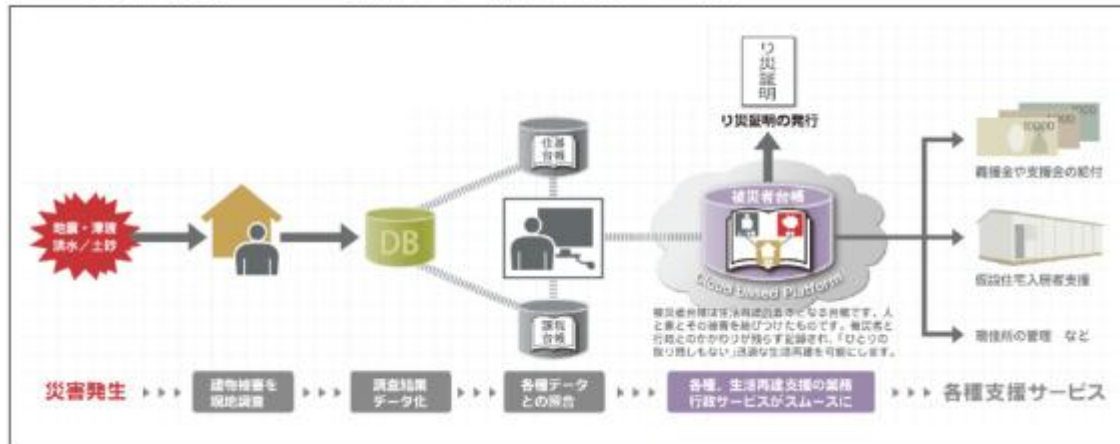 り災証明
り災証明の発行
住基
台帳
被災者台帳
10000
義援金や支援会の給付
地震・津波
洪水／土砂
DB
Cloud based Platform
仮設住宅入居者支援
台帳
被災者台帳は生活再建の基本となる台帳です。人
と家とその被害を結びつけたものです。被災者と
行政とのかかわりが残らず記録され、「ひとりの
取り残しもない」迅速な生活再建を可能にします。
の管理 など
災害発生
建物被害を
現地調査
調査結果
データ化
各種データ
との照合
各種、生活再建支援の業務
行政サービスがスムースに
各種支援サービス